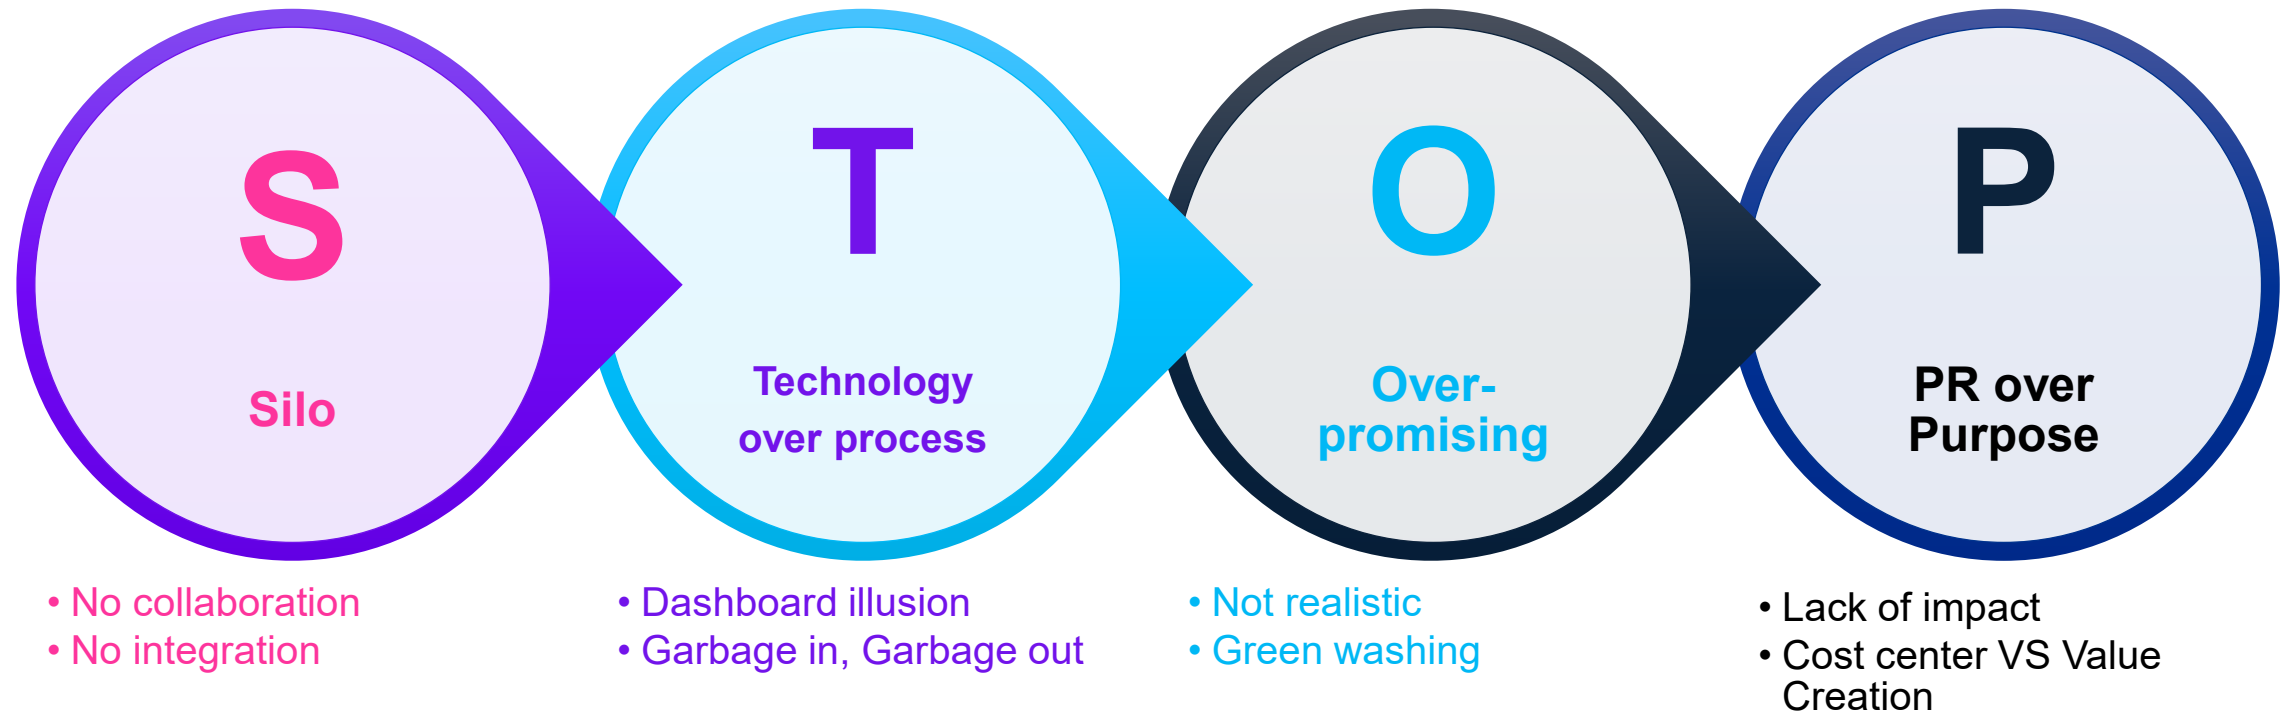 S
Silo
• No collaboration
• No integration
T
Technology
over process
• Dashboard illusion
• Garbage in, Garbage out
O
Over-
promising
• Not realistic
• Green washing
P
PR over
Purpose
• Lack of impact
• Cost center VS Value
Creation